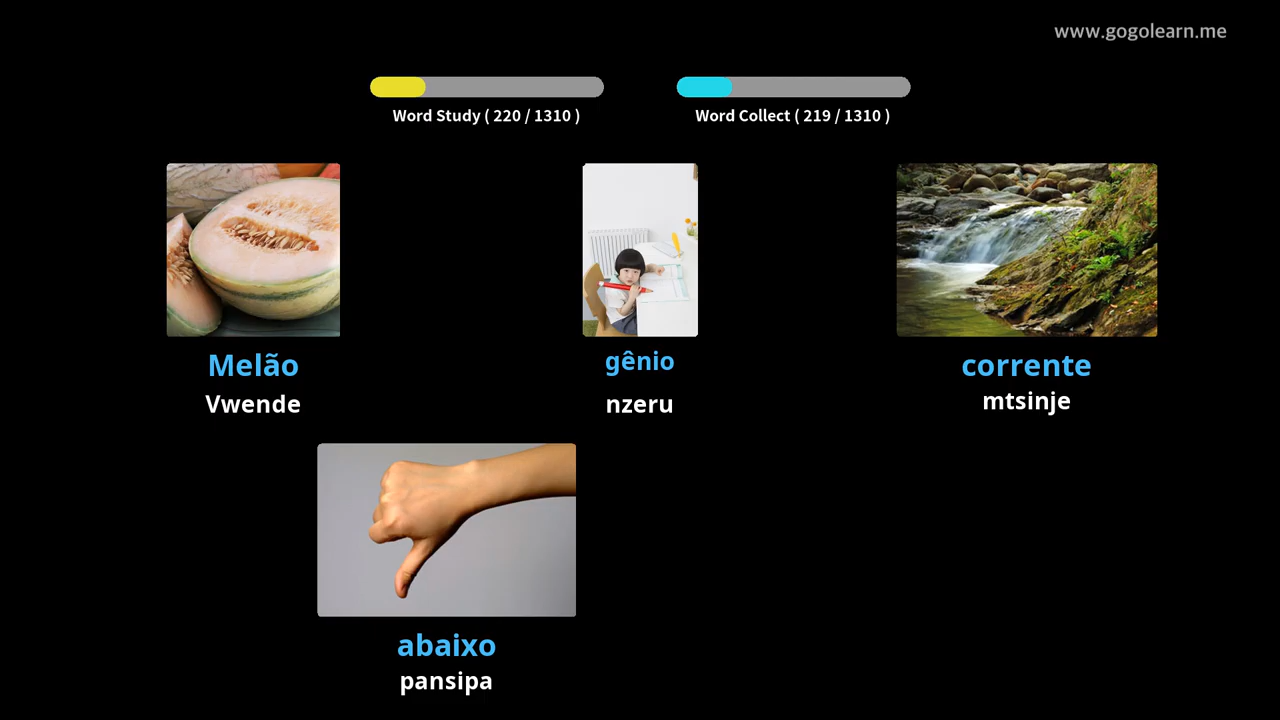 www.gogolearn.me
Word Study ( 220 / 1310 )
Word Collect ( 219 / 1310 )
Melão
Vwende
gênio
nzeru
corrente
mtsinje
abaixo
pansipa